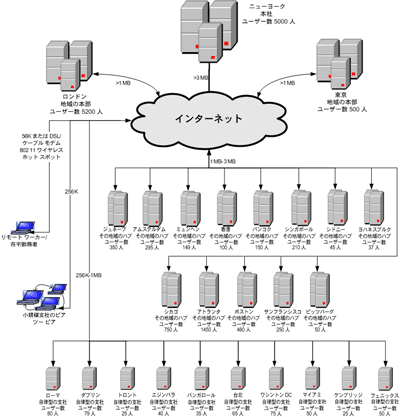 ニューヨーク
本社
ユーザー数 5000 人
ロンドン
地域の本部
ユーザー数 5200 人
>1MB
>3MB
>1MB
東京
地域の本部
ユーザー数 500 人
インターネット
56K または DSL/
ケーブル モデム
802.11 ワイヤレス
ホット スポット
1MB-3MB
256K
リモート ワーカー/
在宅勤務者
ジュネーブ
その地域のハブ
ユーザー数
350 人
アムステルダム
その地域のハブ
ユーザー数
295 人
ミュンヘン
その地域のハブ
ユーザー数
149 人
香港
その地域のハブ
ユーザー数
100 人
バンコク
その地域のハブ
ユーザー数
150 人
シンガポール
その地域のハブ
ユーザー数
210 人
シドニー
その地域のハブ
ユーザー数
45 人
ヨハネスブルク
その地域のハブ
ユーザー数
37 人
256K-1MB
小規模支社のピア
ツー ピア
シカゴ
その地域のハブ
ユーザー数
750 人
アトランタ
その地域のハブ
ユーザー数
1450 人
ボストン
その地域のハブ
ユーザー数
480 人
サンフランシスコ
その地域のハブ
ユーザー数
250 人
ピッツバーグ
その地域のハブ
ユーザー数
50 人
ローマ
自律型の支社
ユーザー数
60 人
ダブリン
自律型の支社
ユーザー数
79 人
トロント
自律型の支社
ユーザー数
25 人
エジンバラ
自律型の支社
ユーザー数
40 人
バンガロール
自律型の支社
ユーザー数
35 人
台北
自律型の支社
ユーザー数
65 人
ワシントン DC
自律型の支社
ユーザー数
75 人
マイアミ
自律型の支社
ユーザー数
50 人
ケンブリッジ
自律型の支社
ユーザー数
25 人
フェニックス
自律型の支社
ユーザー数
50 人